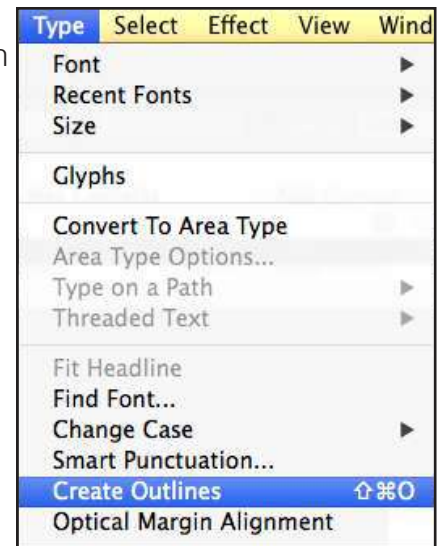 Type Select Effect View Wind
n
Font ▶
Recent Fonts ▶
Size ▶
Glyphs
Convert To Area Type
Area Type Options...
Type on a Path ▶
Threaded Text ▶
Fit Headline
Find Font...
Change Case ▶
Smart Punctuation...
Create Outlines ⇧⌘O
Optical Margin Alignment